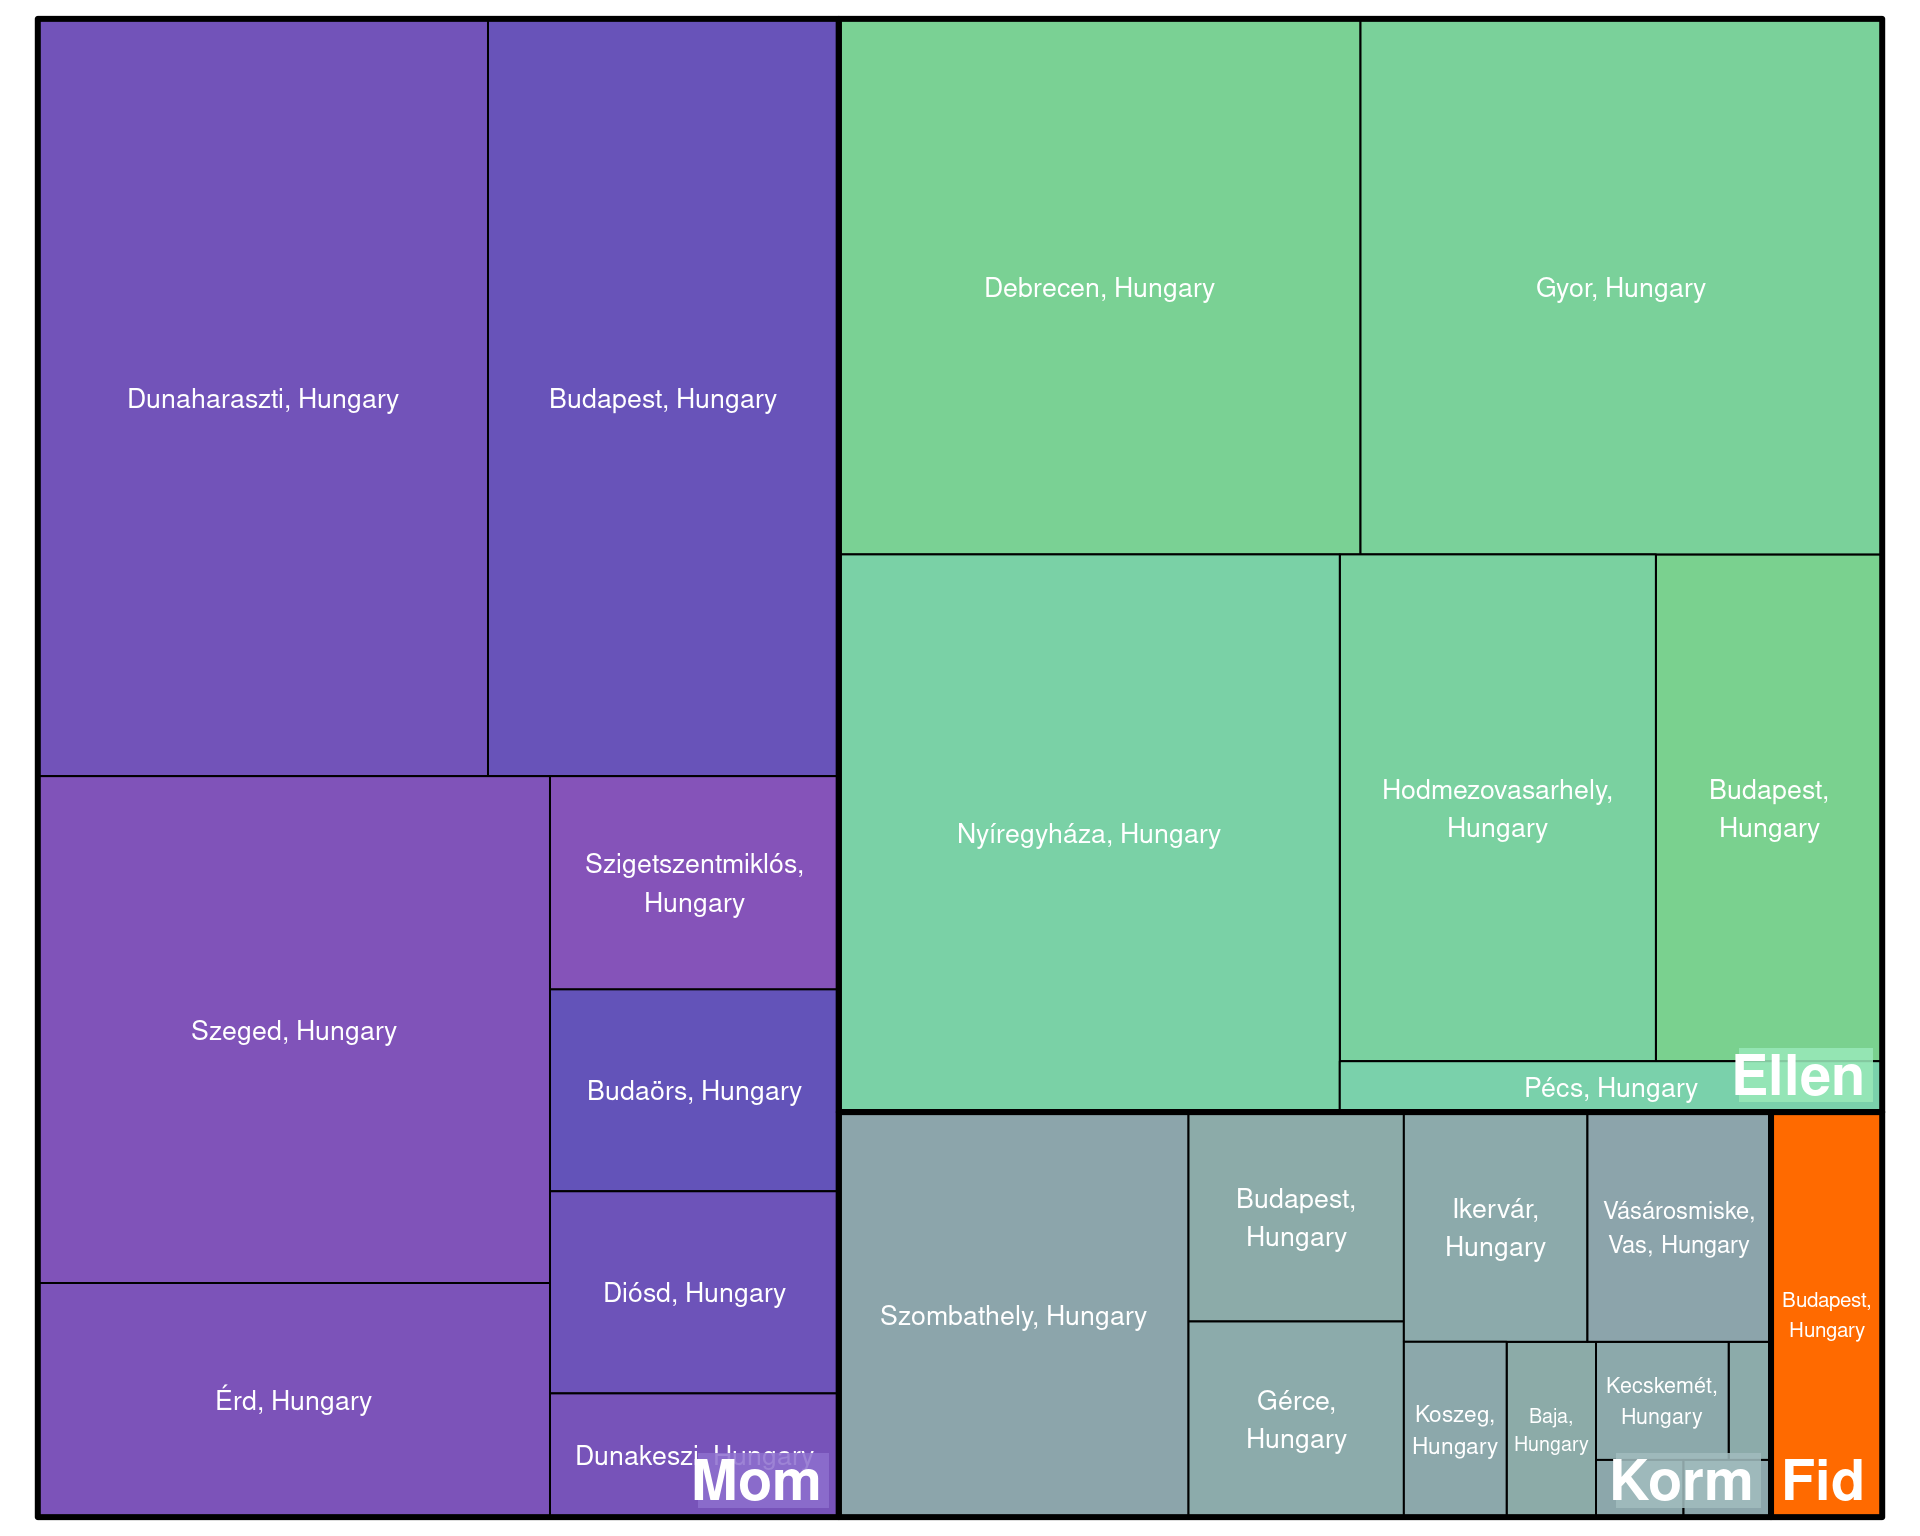 Dunaharaszti, Hungary
Budapest, Hungary
Szeged, Hungary
Szigetszentmiklós,
Hungary
Budaörs, Hungary
Diósd, Hungary
Érd, Hungary
Dunakeszi, Hungary
Mom
Debrecen, Hungary
Gyor, Hungary
Nyíregyháza, Hungary
Hodmezovasarhely,
Hungary
Budapest,
Hungary
Pécs, Hungary
Ellen
Szombathely, Hungary
Budapest,
Hungary
Gérce,
Hungary
Ikervár,
Hungary
Vásárosmiske,
Vas, Hungary
Koszeg,
Hungary
Baja,
Hungary
Kecskemét,
Hungary
Korm
Budapest,
Hungary
Fid